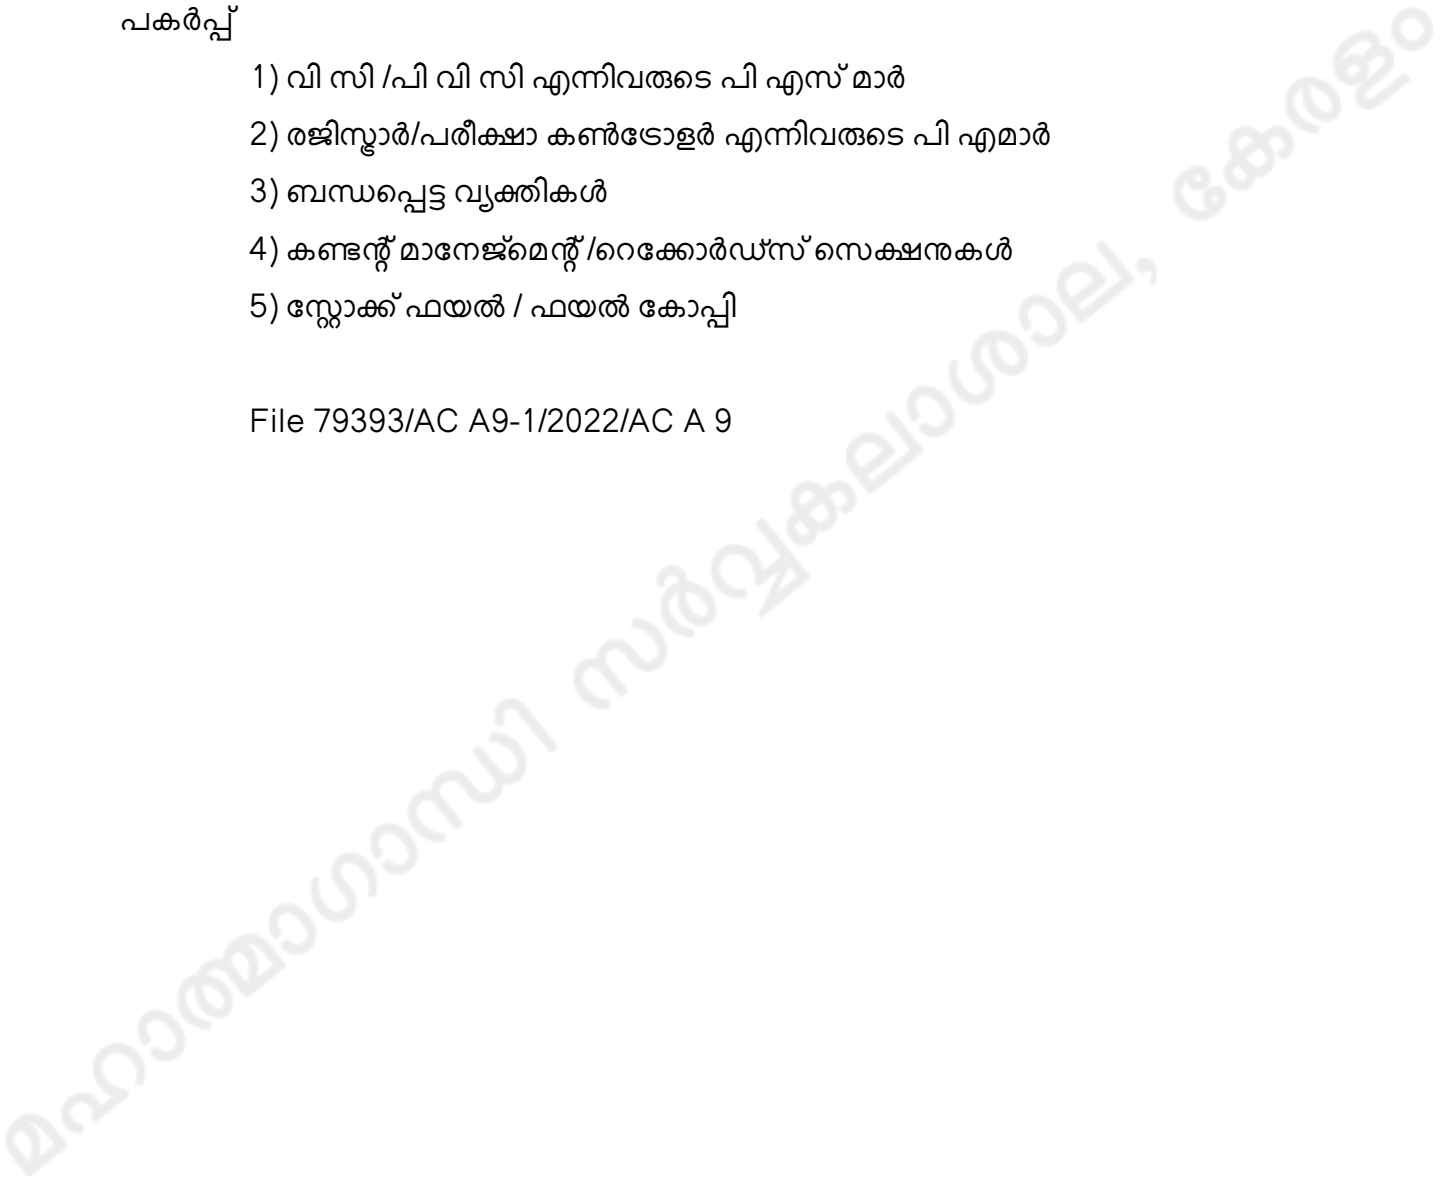 പകർപ്പ്
1) വി സി /പി വി സി എന്നിവരുടെ പി എസ് മാർ
2) രജിസ്ട്രാർ/പരീക്ഷാ കൺട്രോളർ എന്നിവരുടെ പി എമാർ
3) ബന്ധപ്പെട്ട വ്യക്തികൾ
4) കണ്ടന്റ് മാനേജ്മെന്റ് /റെക്കോർഡ്സ് സെക്ഷനുകൾ
5) സ്റ്റോക്ക് ഫയൽ / ഫയൽ കോപ്പി
File 79393/AC A9-1/2022/AC A 9
മഹാത്മാഗാന്ധി സർവ്വകലാശാല, കേരളം